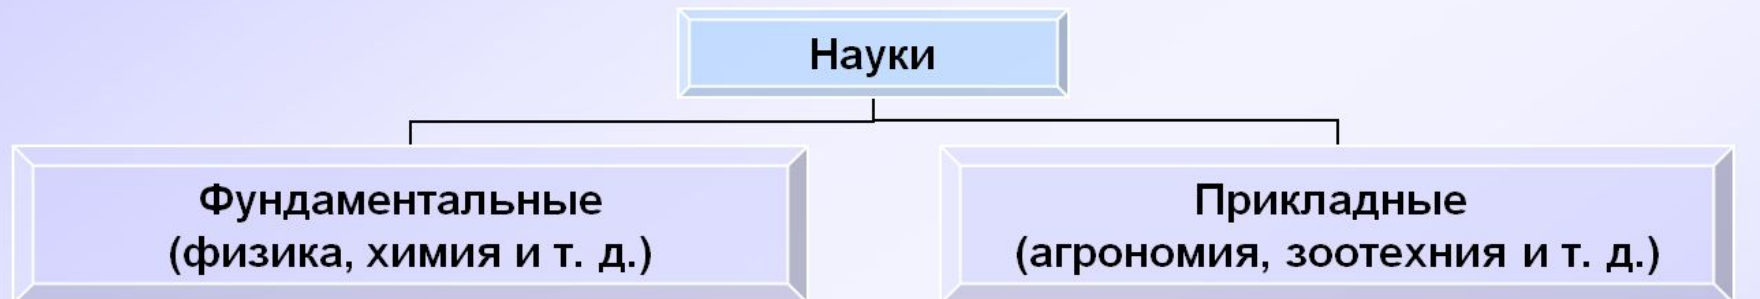 Науки
Фундаментальные
(физика, химия и т. д.)
Прикладные
(агрономия, зоотехния и т. д.)